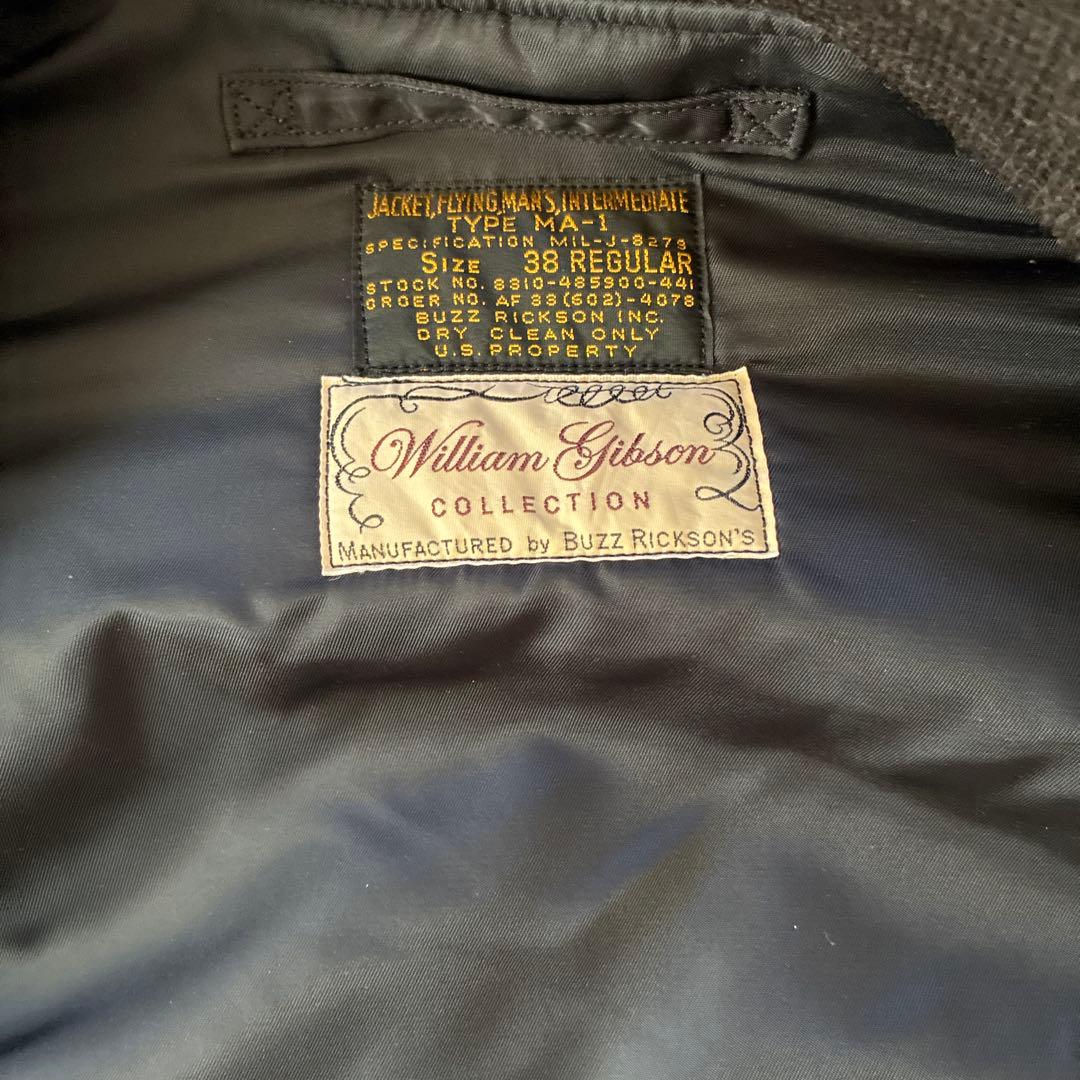 JACKET, FLYING, MAN'S, INTERMEDIATE
TYPE MA-1
SPECIFICATION MIL-J-8279
SIZE 38 REGULAR
STOCK NO. 8310-485900-441
ORDER NO. AF 33(602)-4078
BUZZ RICKSON INC.
DRY CLEAN ONLY
U.S. PROPERTY
William Gibson
COLLECTION
MANUFACTURED by BUZZ RICKSON'S